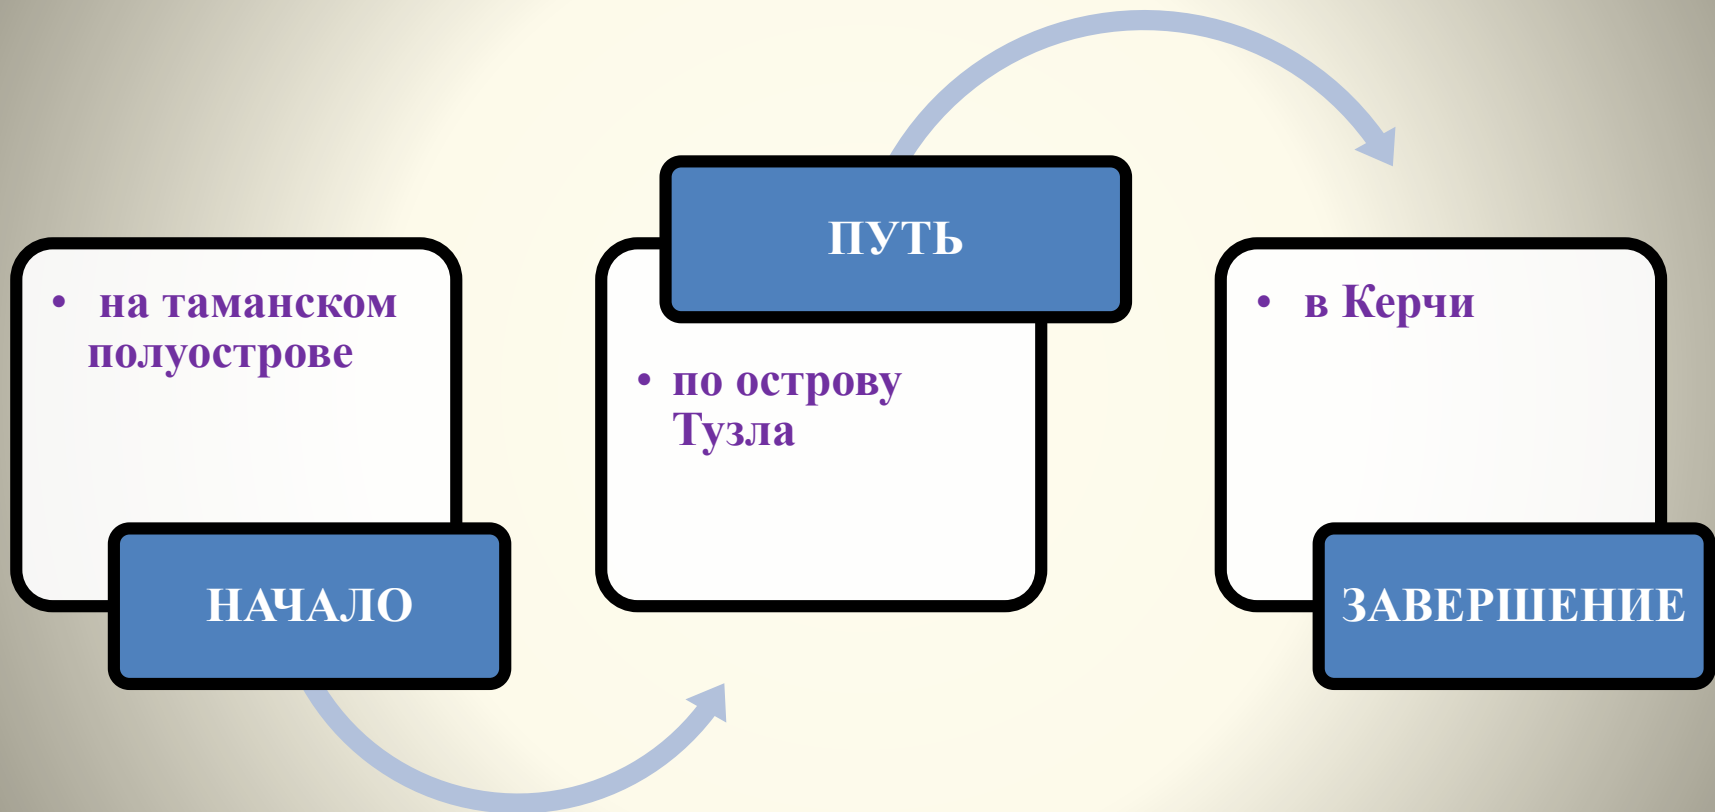 • на таманском
полуострове
НАЧАЛО
ПУТЬ
• по острову
Тузла
• в Керчи
ЗАВЕРШЕНИЕ